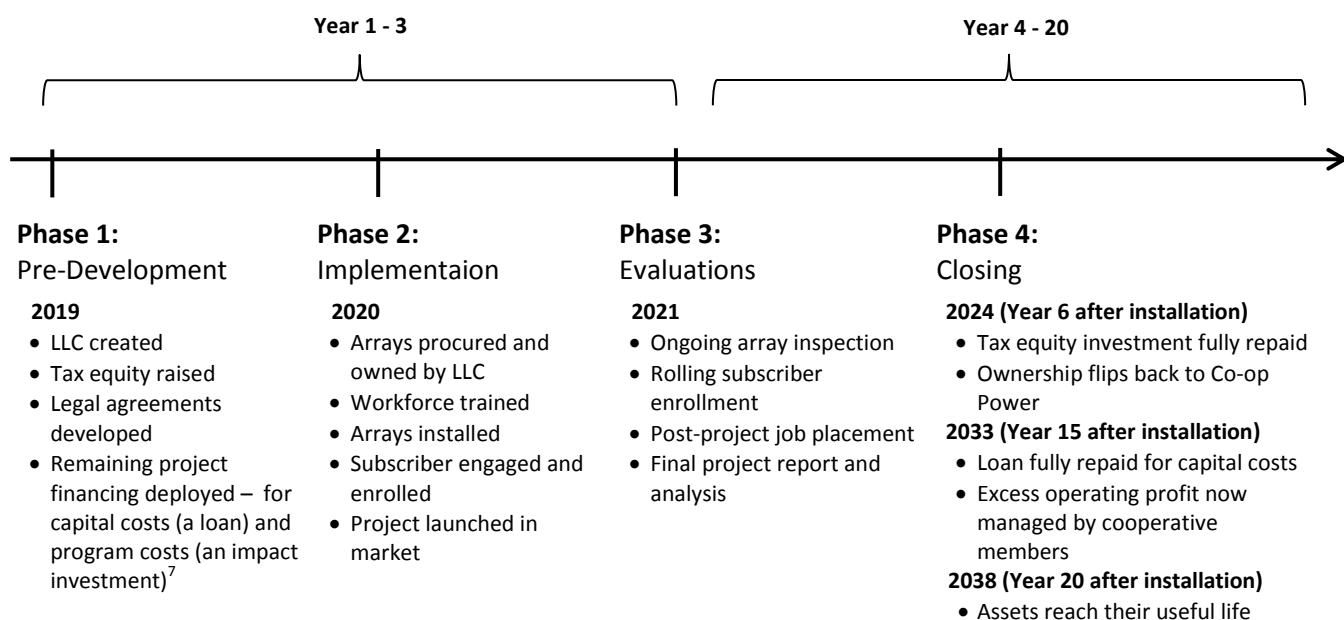 Year 1 - 3
Year 4 - 20
Phase 1:
Pre-Development
2019
• LLC created
• Tax equity raised
• Legal agreements
developed
• Remaining project
financing deployed – for
capital costs (a loan) and
program costs (an impact
investment)7
Phase 2:
Implementaion
2020
• Arrays procured and
owned by LLC
• Workforce trained
• Arrays installed
• Subscriber engaged and
enrolled
• Project launched in
market
Phase 3:
Evaluations
2021
• Ongoing array inspection
• Rolling subscriber
enrollment
• Post-project job placement
• Final project report and
analysis
Phase 4:
Closing
2024 (Year 6 after installation)
• Tax equity investment fully repaid
• Ownership flips back to Co-op
Power
2033 (Year 15 after installation)
• Loan fully repaid for capital costs
• Excess operating profit now
managed by cooperative
members
2038 (Year 20 after installation)
• Assets reach their useful life